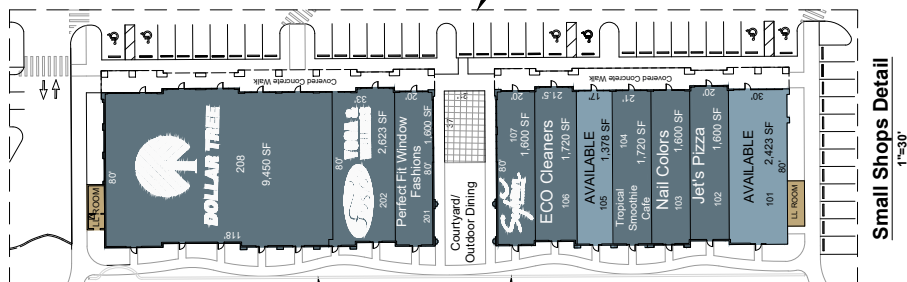 Covered Concrete Walk
Covered Concrete Walk
DOLLAR TREE
208
9,450 SF
80'
118'
33'
80'
2,623 SF
202
20'
1,600 SF
Perfect Fit Window
Fashions
80'
201
Courtyard/
Outdoor Dining
37'
20'
107
1,600 SF
80'
21.5'
1,720 SF
ECO Cleaners
106
17'
1,378 SF
AVAILABLE
105
21'
104
1,720 SF
Tropical
Smoothie
Cafe
1,600 SF
Nail Colors
103
20'
1,600 SF
Jet's Pizza
102
30'
AVAILABLE
2,423 SF
80'
101
LL ROOM
Small Shops Detail
1"=30'